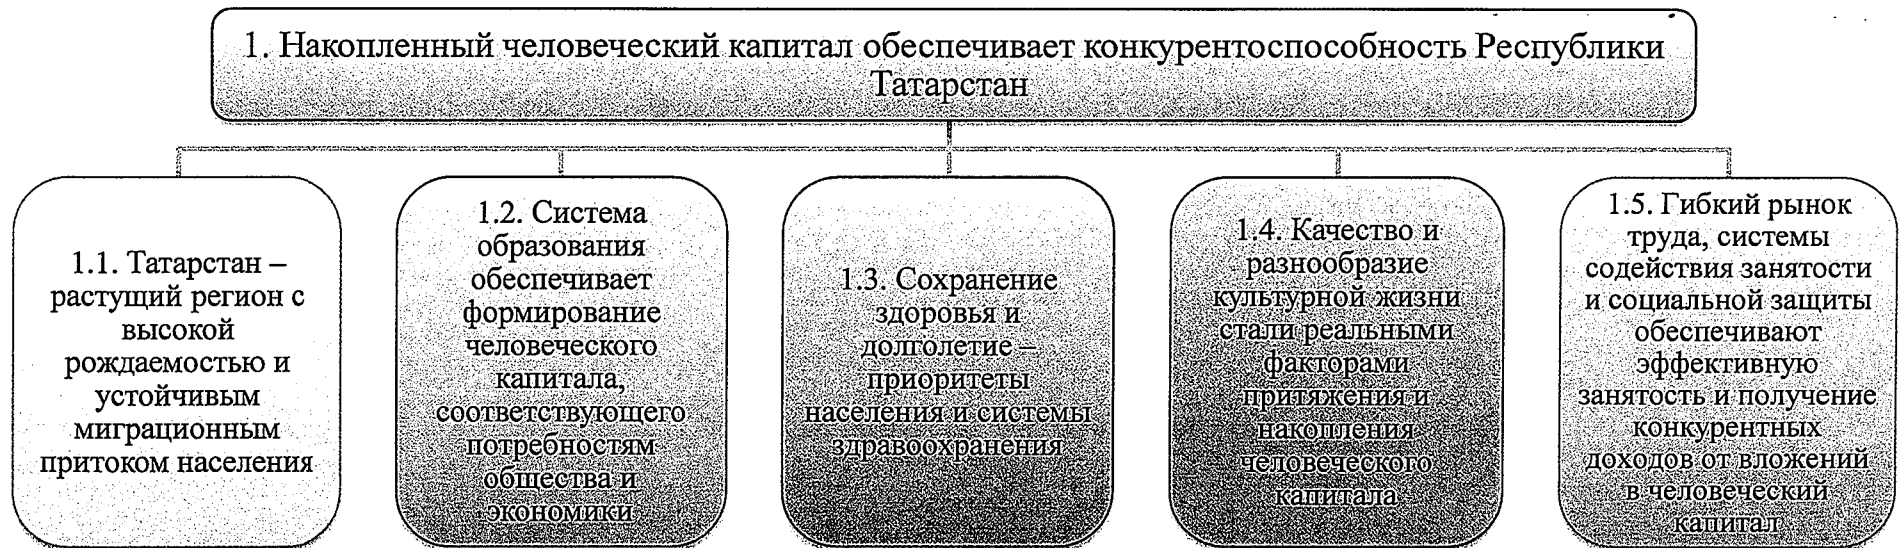 1. Накопленный человеческий капитал обеспечивает конкурентоспособность Республики
Татарстан
1.1. Татарстан –
растущий регион с
высокой
рождаемостью и
устойчивым
миграционным
притоком населения
1.2. Система
образования
обеспечивает
формирование
человеческого
капитала,
соответствующего
потребностям
общества и
экономики
1.3. Сохранение
здоровья и
долголетие –
приоритеты
населения и системы
здравоохранения
1.4. Качество и
разнообразие
культурной жизни
стали реальными
факторами
притяжения и
накопления
человеческого
капитала
1.5. Гибкий рынок
труда, системы
содействия занятости
и социальной защиты
обеспечивают
эффективную
занятость и получение
конкурентных
доходов от вложений
в человеческий
капитал